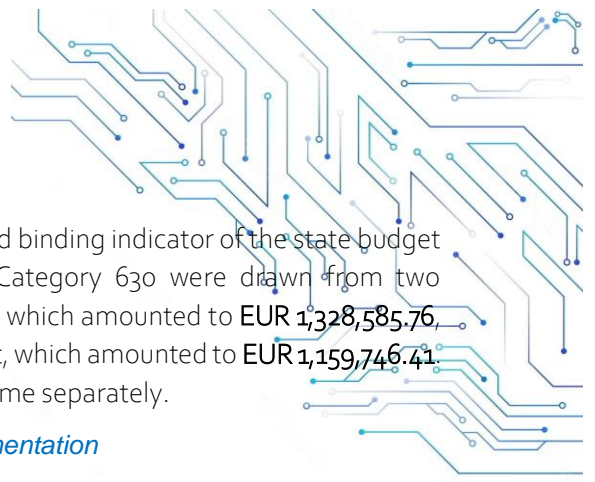 d binding indicator of the state budget
Category 630 were drawn from two
which amounted to EUR 1,328,585.76,
, which amounted to EUR 1,159,746.41.
me separately.
nentation